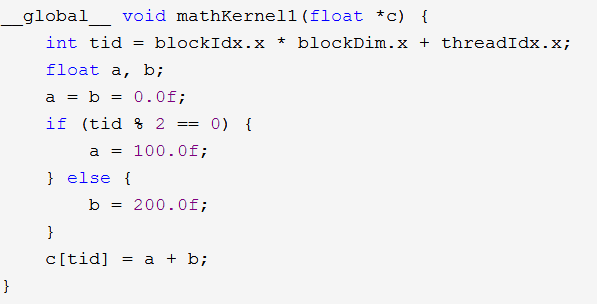 __global__ void mathKernel1(float *c) {
    int tid = blockIdx.x * blockDim.x + threadIdx.x;
    float a, b;
    a = b = 0.0f;
    if (tid % 2 == 0) {
        a = 100.0f;
    } else {
        b = 200.0f;
    }
    c[tid] = a + b;
}